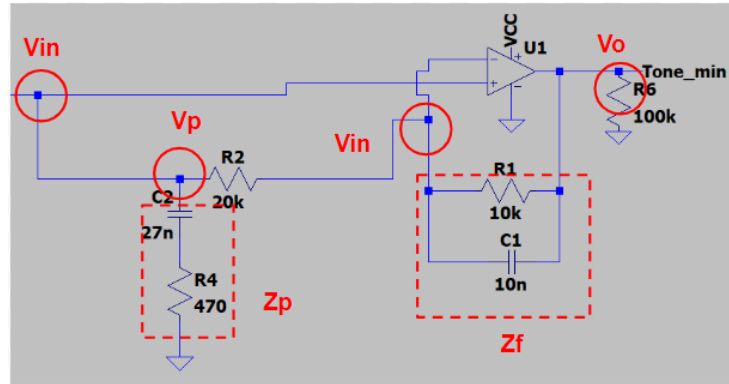 Vin
VCC
U1
Vo
Tone_min
R6
100k
Vp
Vin
R2
20k
C2
27n
R1
10k
C1
10n
R4
470
Zp
Zf